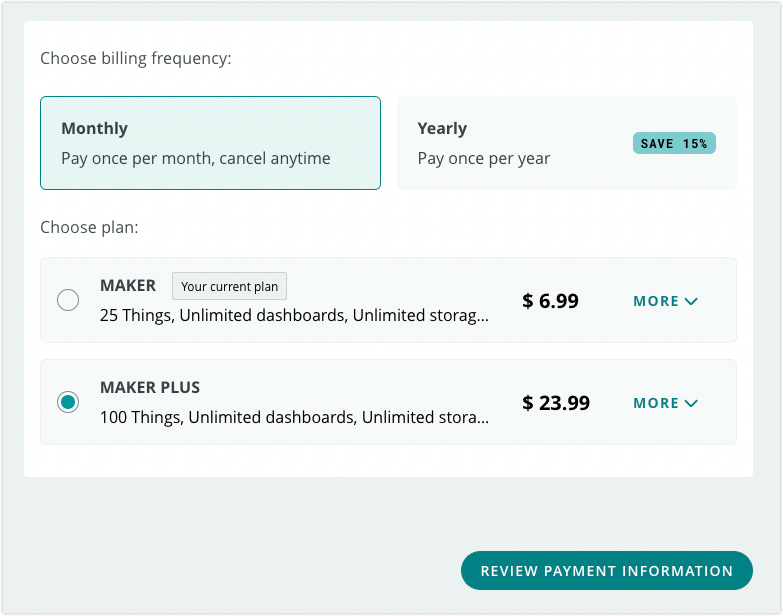 Choose billing frequency:
Monthly
Pay once per month, cancel anytime
Yearly
Pay once per year
SAVE 15%
Choose plan:
MAKER
Your current plan
25 Things, Unlimited dashboards, Unlimited storag...
$ 6.99
MORE
MAKER PLUS
100 Things, Unlimited dashboards, Unlimited stora...
$ 23.99
MORE
REVIEW PAYMENT INFORMATION